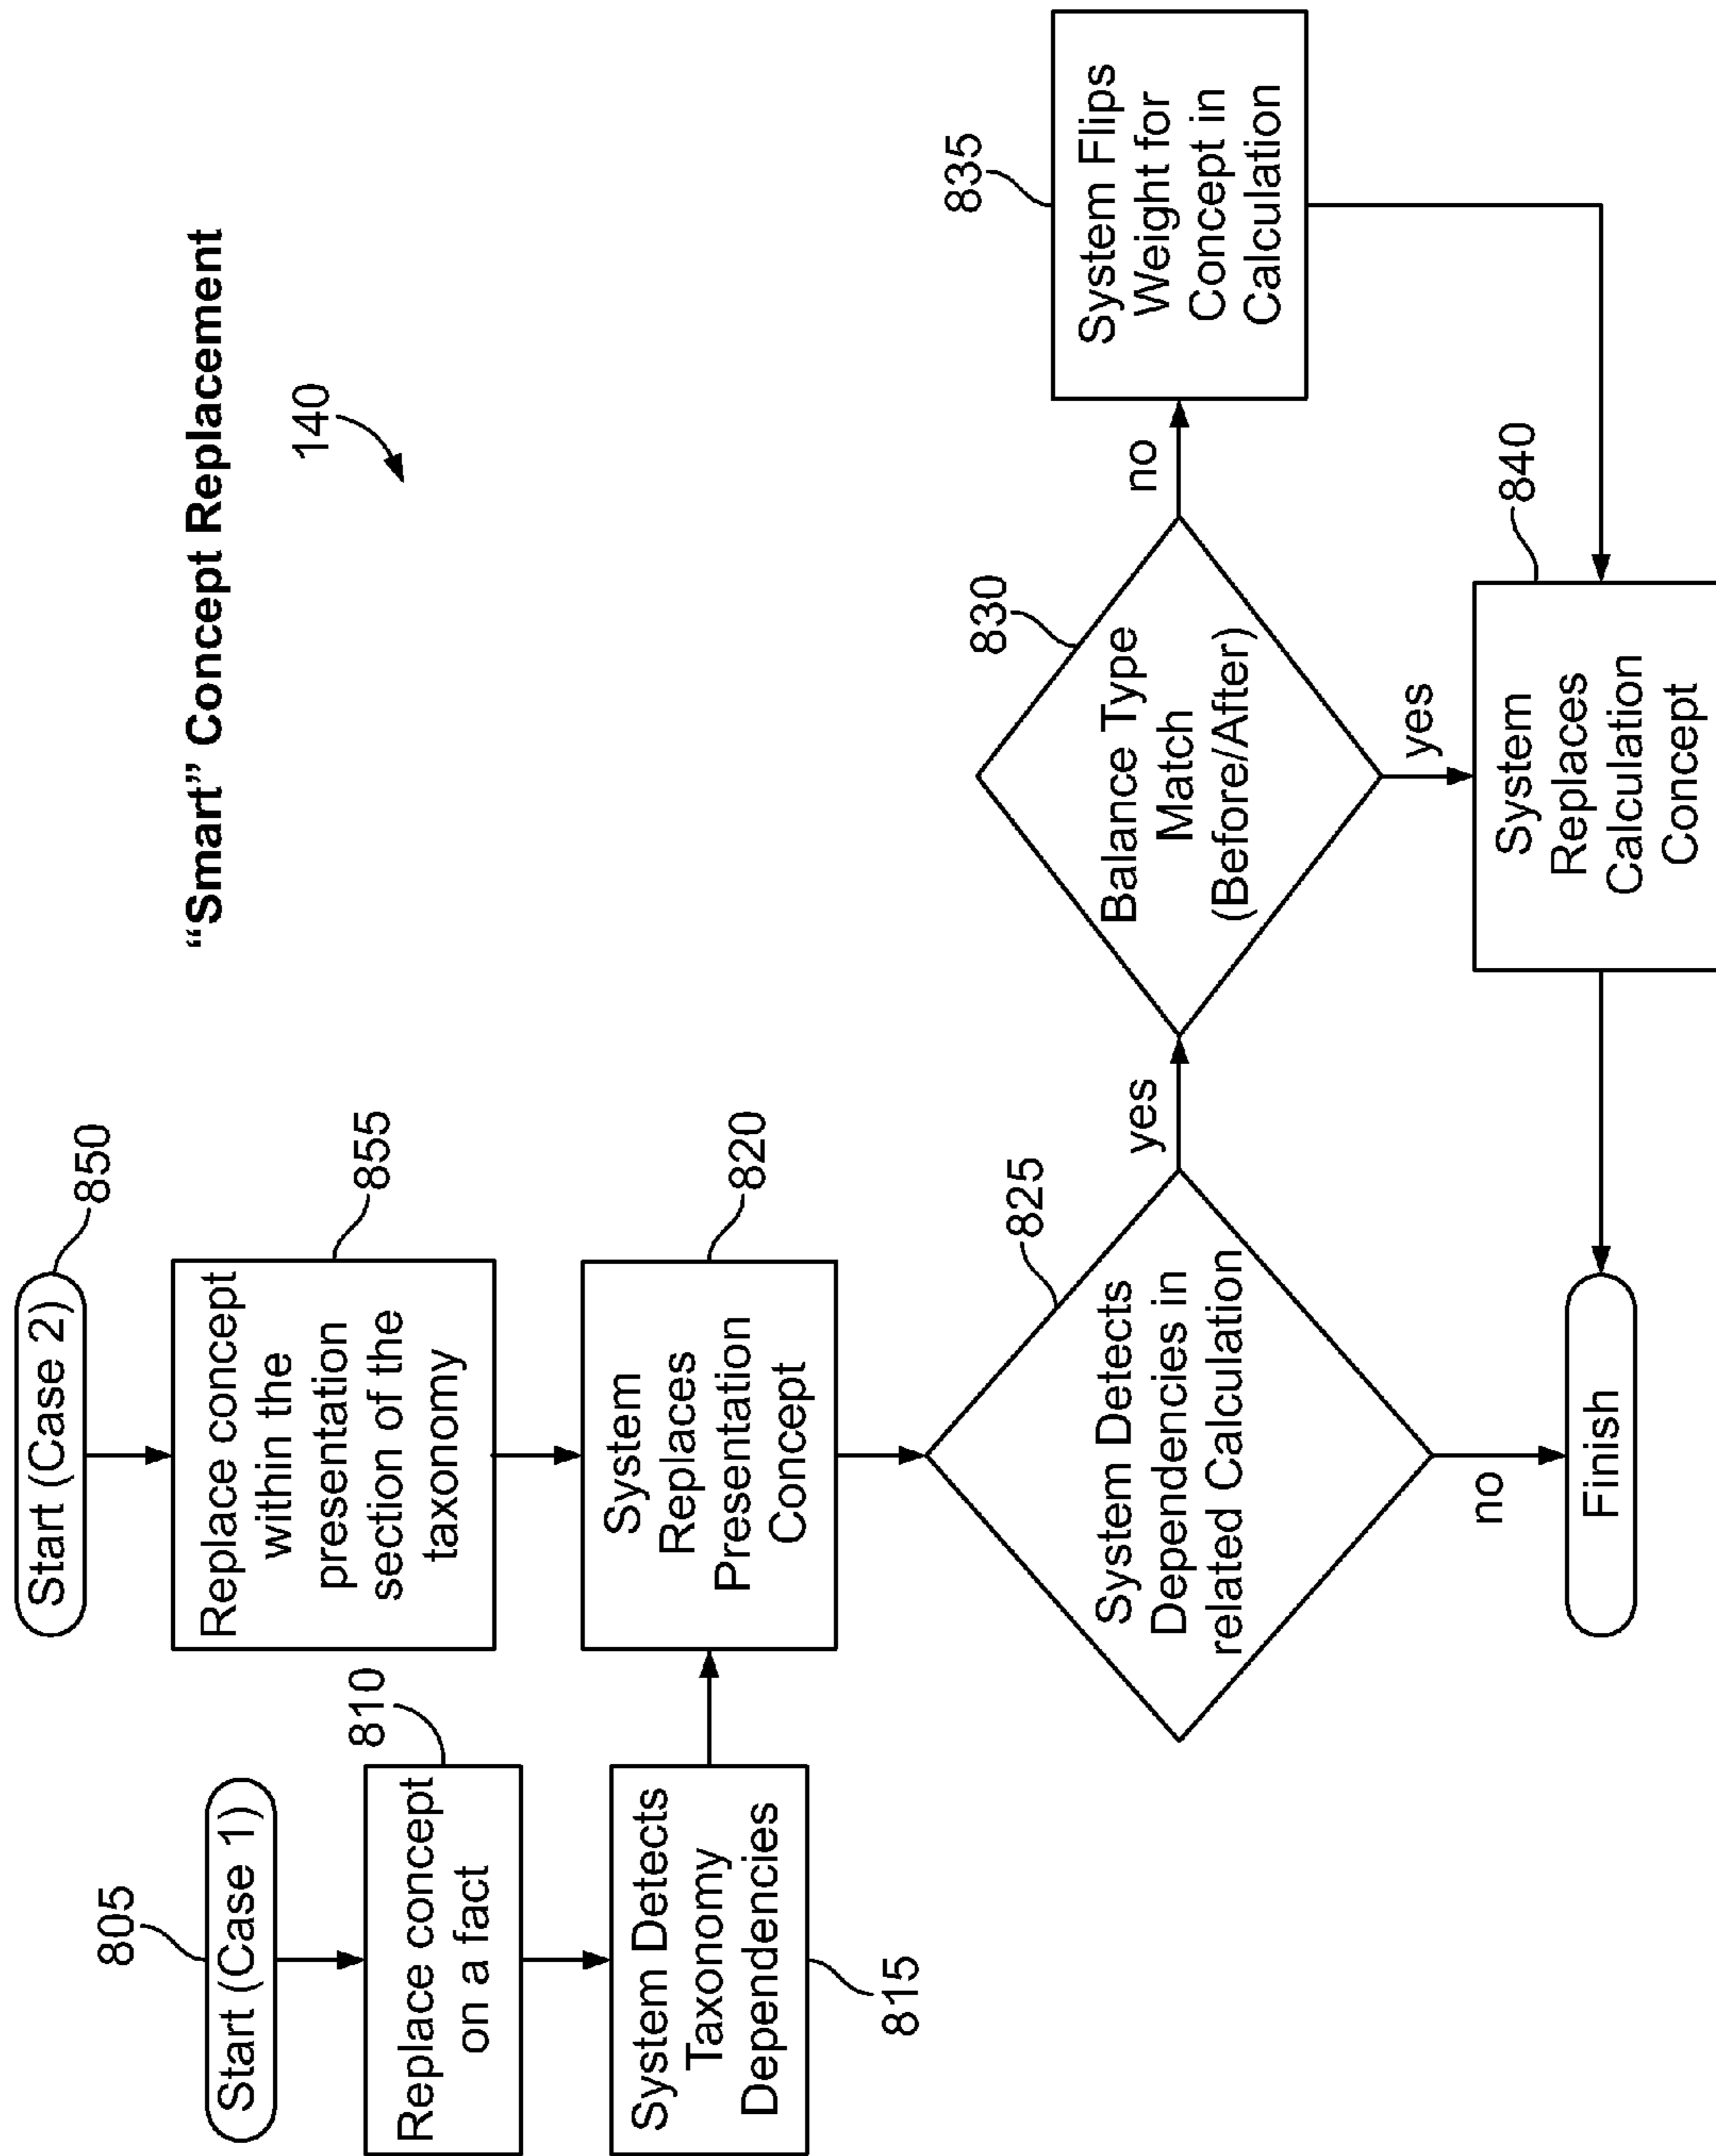 “Smart” Concept Replacement
140
805
Start (Case 1)
810
Replace concept
on a fact
System Detects
Taxonomy
Dependencies
815
850
Start (Case 2)
855
Replace concept
within the
presentation
section of the
taxonomy
820
System
Replaces
Presentation
Concept
825
System Detects
Dependencies in
related Calculation
yes
no
Finish
830
Balance Type
Match
(Before/After)
no
yes
835
System Flips
Weight for
Concept in
Calculation
840
System
Replaces
Calculation
Concept